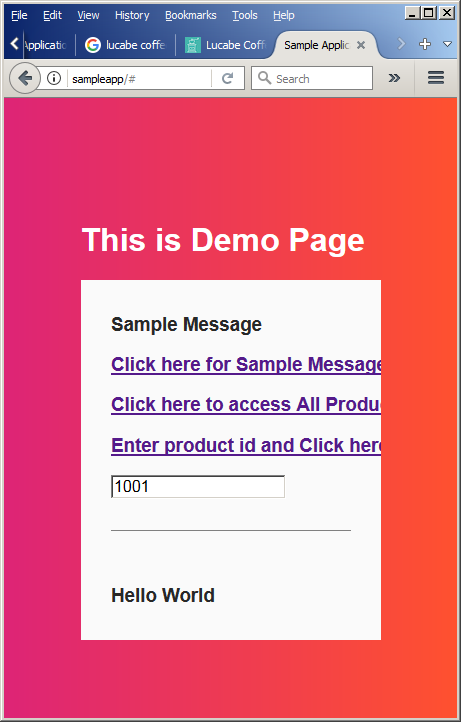 File Edit View History Bookmarks Tools Help
Applicatio lucabe coffe Lucabe Coff Sample Applic
sampleapp/# Search
This is Demo Page
Sample Message
Click here for Sample Message
Click here to access All Produ
Enter product id and Click here
1001
Hello World